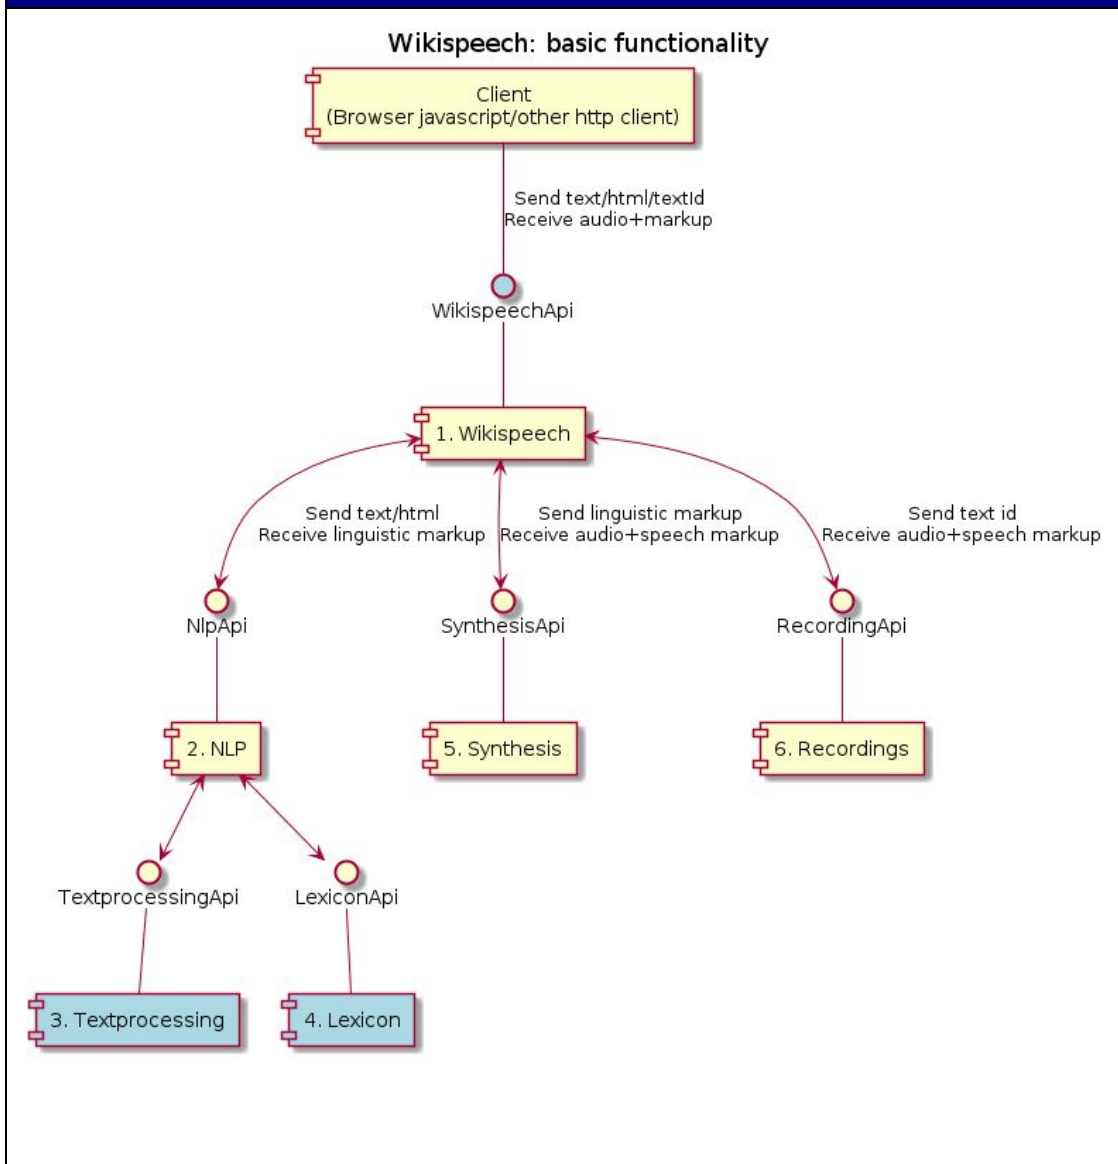 Wikispeech: basic functionality
Client
(Browser javascript/other http client)
Send text/html/textId
Receive audio+markup
WikispeechApi
1. Wikispeech
Send text/html
Receive linguistic markup
Send linguistic markup
Receive audio+speech markup
Send text id
Receive audio+speech markup
NlpApi
SynthesisApi
RecordingApi
2. NLP
5. Synthesis
6. Recordings
TextprocessingApi
LexiconApi
3. Textprocessing
4. Lexicon